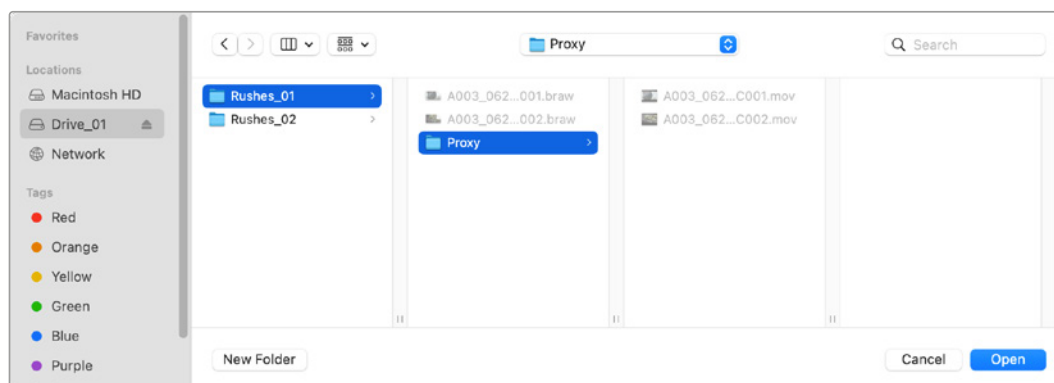 Favorites
Locations
Macintosh HD
Drive_01
Network
Tags
Red
Orange
Yellow
Green
Blue
Purple
Proxy
Search
Rushes_01
Rushes_02
A003_062...001.braw
A003_062...002.braw
Proxy
A003_062...C001.mov
A003_062...C002.mov
New Folder
Cancel
Open